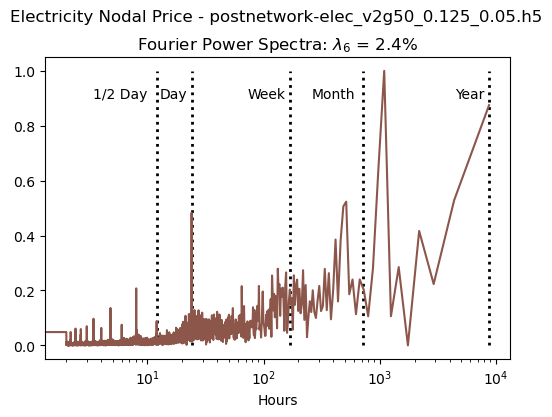 Electricity Nodal Price - postnetwork-elec_v2g50_0.125_0.05.h5
Fourier Power Spectra: λ₆ = 2.4%
1.0
0.8
0.6
0.4
0.2
0.0
1/2 Day
Day
Week
Month
Year
10¹
10²
10³
10⁴
Hours